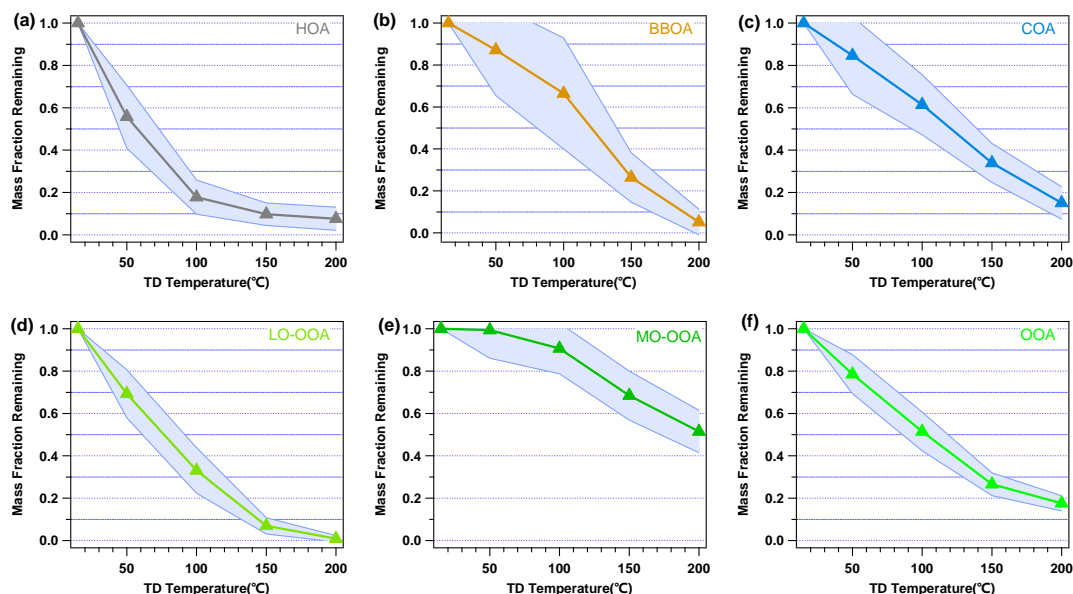 (a)
HOA
1.0
0.8
0.6
0.4
0.2
0.0
Mass Fraction Remaining
50
100
150
200
TD Temperature(℃)
(b)
BBOA
1.0
0.8
0.6
0.4
0.2
0.0
Mass Fraction Remaining
50
100
150
200
TD Temperature(℃)
(c)
COA
1.0
0.8
0.6
0.4
0.2
0.0
Mass Fraction Remaining
50
100
150
200
TD Temperature(℃)
(d)
LO-OOA
1.0
0.8
0.6
0.4
0.2
0.0
Mass Fraction Remaining
50
100
150
200
TD Temperature(℃)
(e)
MO-OOA
1.0
0.8
0.6
0.4
0.2
0.0
Mass Fraction Remaining
50
100
150
200
TD Temperature(℃)
(f)
OOA
1.0
0.8
0.6
0.4
0.2
0.0
Mass Fraction Remaining
50
100
150
200
TD Temperature(℃)